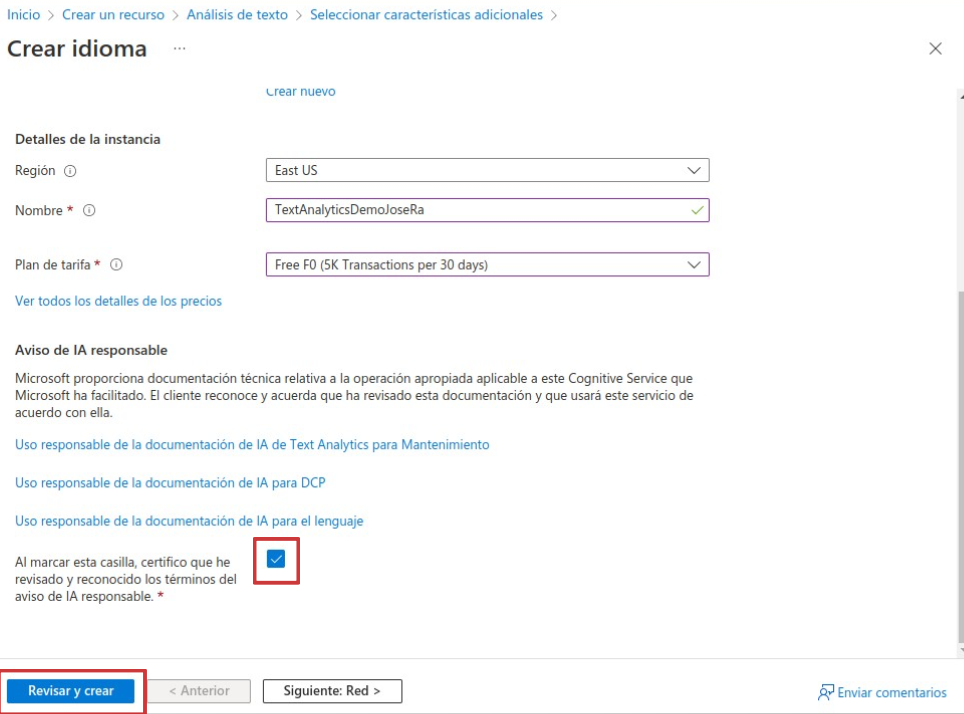 Inicio > Crear un recurso > Análisis de texto > Seleccionar características adicionales >
Crear idioma ...
Crear nuevo
Detalles de la instancia
Región
East US
Nombre *
TextAnalyticsDemoJoseRa
Plan de tarifa *
Free F0 (5K Transactions per 30 days)
Ver todos los detalles de los precios
Aviso de IA responsable
Microsoft proporciona documentación técnica relativa a la operación apropiada aplicable a este Cognitive Service que
Microsoft ha facilitado. El cliente reconoce y acuerda que ha revisado esta documentación y que usará este servicio de
acuerdo con ella.
Uso responsable de la documentación de IA de Text Analytics para Mantenimiento
Uso responsable de la documentación de IA para DCP
Uso responsable de la documentación de IA para el lenguaje
Al marcar esta casilla, certifico que he
revisado y reconocido los términos del
aviso de IA responsable. *
Revisar y crear
< Anterior
Siguiente: Red >
Enviar comentarios